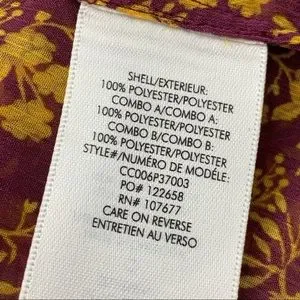 SHELL/EXTERIEUR:
100% POLYESTER/POLYESTER
COMBO A/COMBO A:
100% POLYESTER/POLYESTER
COMBO B/COMBO B:
100% POLYESTER/POLYESTER
STYLE#/NUMÉRO DE MODÉLE:
CC006P37003
PO# 122658
RN# 107677
CARE ON REVERSE
ENTRETIEN AU VERSO